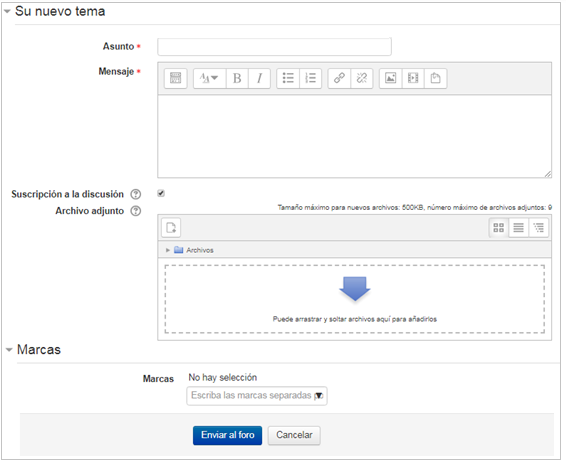 Su nuevo tema
Asunto *
Mensaje *
B I
Suscripción a la discusión
Archivo adjunto
Tamaño máximo para nuevos archivos: 500KB, número máximo de archivos adjuntos: 9
Archivos
Puede arrastrar y soltar archivos aquí para añadirlos
Marcas
Marcas No hay selección
Escriba las marcas separadas
Enviar al foro Cancelar